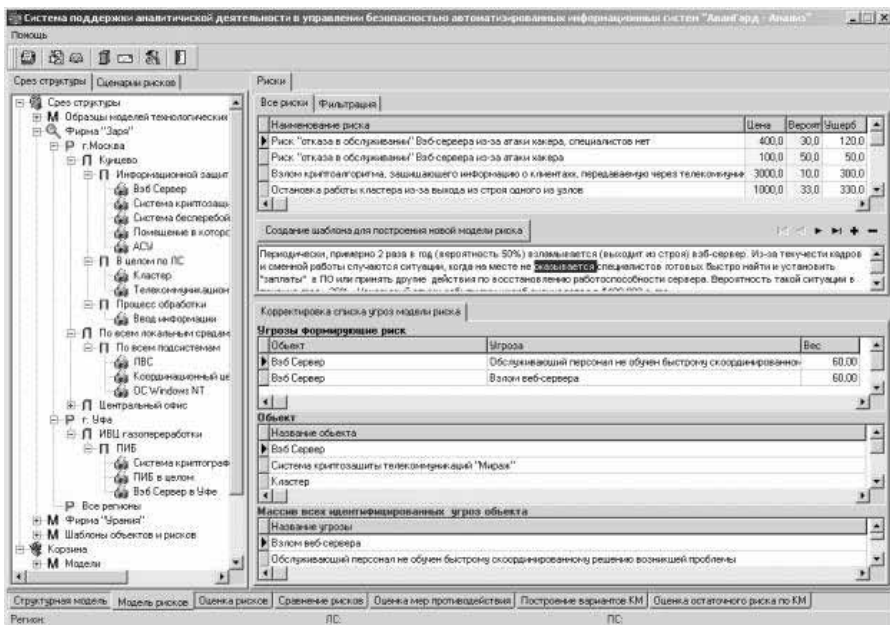 Система поддержки аналитической деятельности в управлении безопасностью автоматизированных информационных систем "АванГард - Анализ"
Помощь
Срез структуры
Сценарии рисков
Срез структуры
М Образцы моделей технологических
Фирма "Заря"
Р г.Москва
П Кунцево
П Информационной защит
Вэб Сервер
Система криптозащи
Система бесперебой
Помещение в которс
АСУ
П В целом по ЛС
Кластер
Телекоммуникацион
П Процесс обработки
Ввод информации
П По всем локальным средам
П По всем подсистемам
ЛВС
Координационный це
ОС Windows NT
П Центральный офис
Р г. Уфа
П ИВЦ газопереработки
П ПИБ
Система криптограф
ПИБ в целом
Вэб Сервер в Уфе
Р Все регионы
М Фирма "Урания"
М Шаблоны объектов и рисков
Корзина
М Модели
Риски
Все риски
Фильтрация
Наименование риска Цена Вероят Ущерб
Риск "отказа в обслуживании" Вэб-сервера из-за атаки хакера, специалистов нет 400,0 30,0 120,0
Риск "отказа в обслуживании" Вэб-сервера из-за атаки хакера 100,0 50,0 50,0
Взлом криптоалгоритма, защищающего информацию о клиентах, передаваемую через телекоммуник 3000,0 10,0 300,0
Остановка работы кластера из-за выхода из строя одного из узлов 1000,0 33,0 330,0
Создание шаблона для построения новой модели риска
Периодически, примерно 2 раза в год (вероятность 50%) взламывается (выходит из строя) вэб-сервер. Из-за текучести кадров
и сменной работы случаются ситуации, когда на месте не оказывается специалистов готовых быстро найти и установить
"заплаты" в ПО или принять другие действия по восстановлению работоспособности сервера. Вероятность такой ситуации в
Корректировка списка угроз модели риска
Угрозы формирующие риск
Объект Угроза Вес
Вэб Сервер Обслуживающий персонал не обучен быстрому скоординированном 60.00
Вэб Сервер Взлом веб-сервера 60.00
Объект
Название объекта
Вэб Сервер
Система криптозащиты телекоммуникаций "Мираж"
Кластер
Массив всех идентифицированных угроз объекта
Название угрозы
Взлом веб-сервера
Обслуживающий персонал не обучен быстрому скоординированному решению возникшей проблемы
Структурная модель
Модель рисков
Оценка рисков
Сравнение рисков
Оценка мер противодействия
Построение вариантов КМ
Оценка остаточного риска по КМ
Регион: ЛС: ПС: